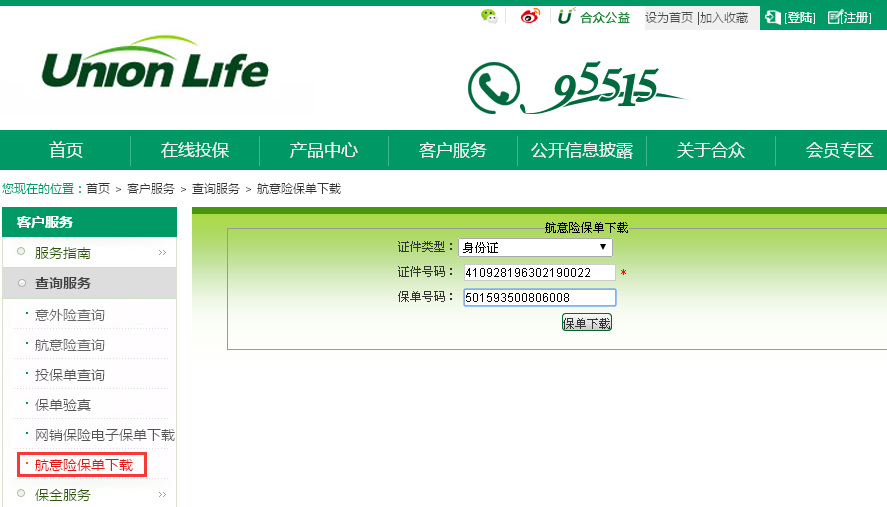 合众公益 设为首页 |加入收藏 [登陆] [注册]
Union Life
95515
首页 在线投保 产品中心 客户服务 公开信息披露 关于合众 会员专区
您现在的位置：首页 > 客户服务 > 查询服务 > 航意险保单下载
客户服务
服务指南 >>
查询服务
意外险查询
航意险查询
投保单查询
保单验真
网销保险电子保单下载
航意险保单下载
保全服务 >>
航意险保单下载
证件类型： 身份证 ▼
证件号码： 410928196302190022 *
保单号码： 501593500806008
保单下载